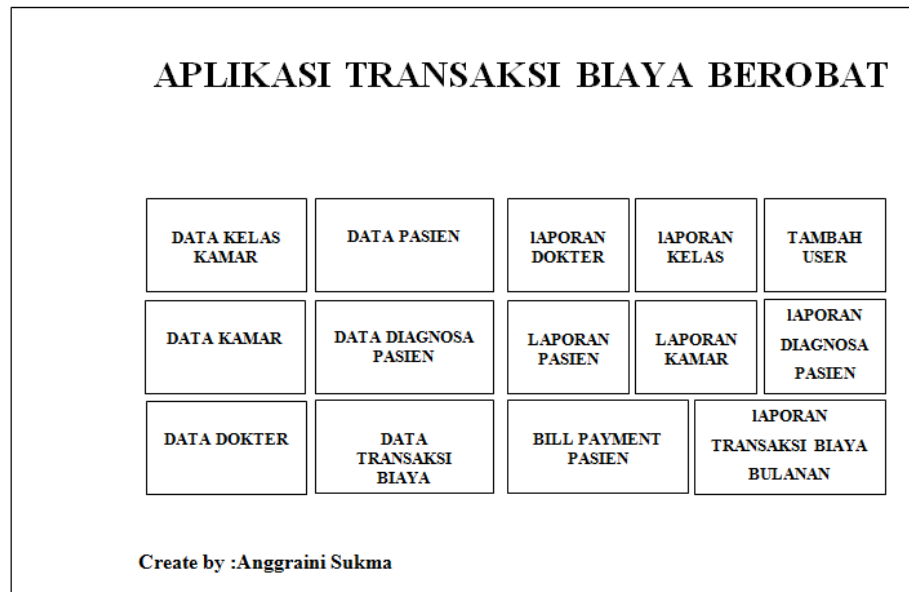 APLIKASI TRANSAKSI BIAYA BEROBAT
DATA KELAS
KAMAR
DATA PASIEN
lAPORAN
DOKTER
lAPORAN
KELAS
TAMBAH
USER
DATA KAMAR
DATA DIAGNOSA
PASIEN
LAPORAN
PASIEN
LAPORAN
KAMAR
lAPORAN
DIAGNOSA
PASIEN
DATA DOKTER
DATA
TRANSAKSI
BIAYA
BILL PAYMENT
PASIEN
lAPORAN
TRANSAKSI BIAYA
BULANAN
Create by :Anggraini Sukma